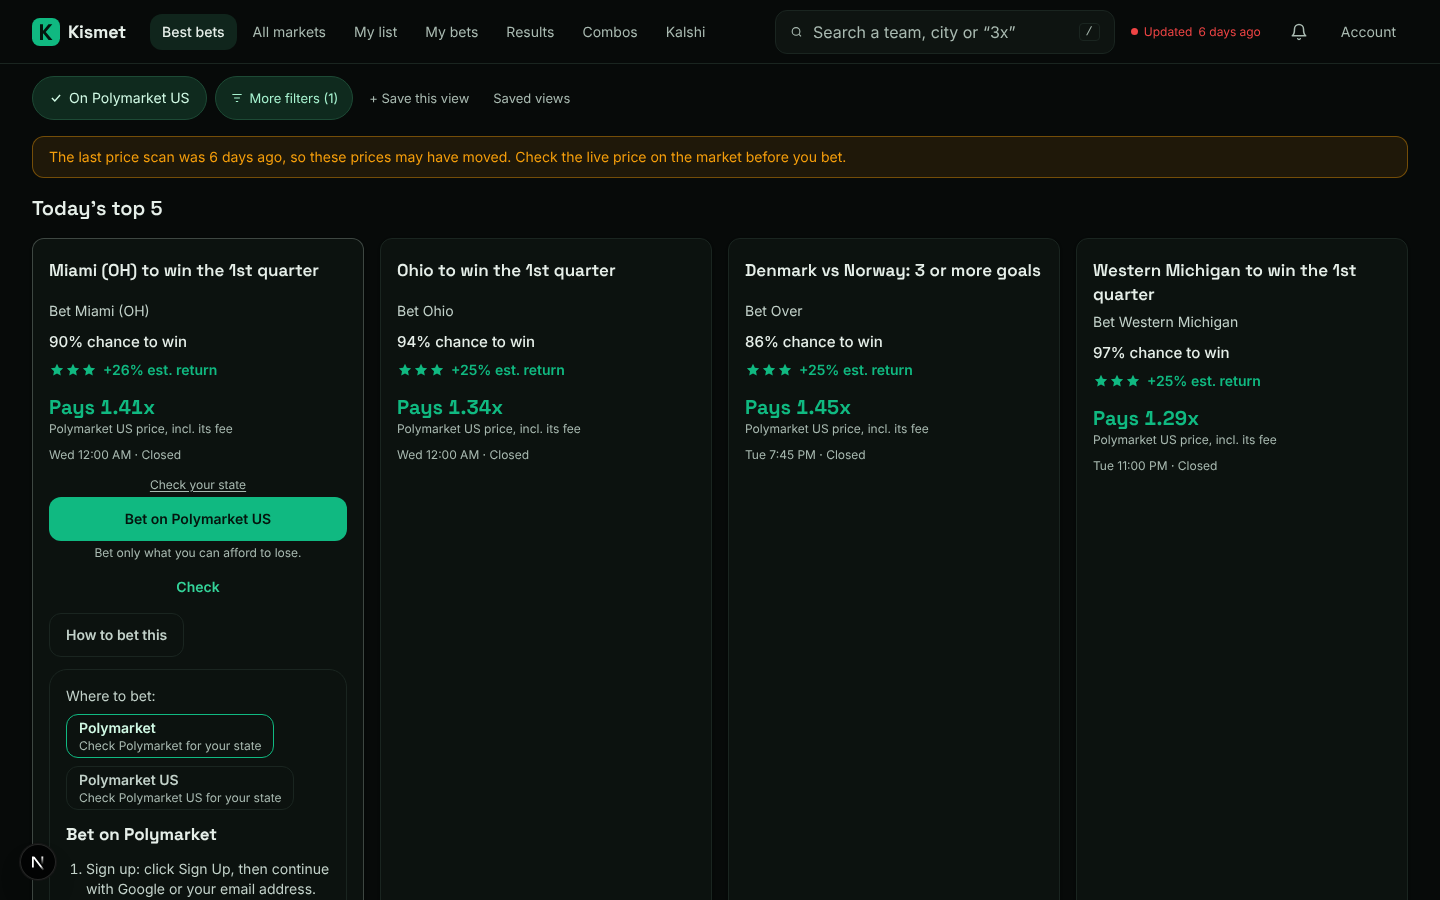 K Kismet
Best bets
All markets
My list
My bets
Results
Combos
Kalshi
Search a team, city or “3x”
/
Updated 6 days ago
Account
On Polymarket US
More filters (1)
+ Save this view
Saved views
The last price scan was 6 days ago, so these prices may have moved. Check the live price on the market before you bet.
Today’s top 5
Miami (OH) to win the 1st quarter
Bet Miami (OH)
90% chance to win
★★★ +26% est. return
Pays 1.41x
Polymarket US price, incl. its fee
Wed 12:00 AM · Closed
Check your state
Bet on Polymarket US
Bet only what you can afford to lose.
Check
How to bet this
Where to bet:
Polymarket
Check Polymarket for your state
Polymarket US
Check Polymarket US for your state
Bet on Polymarket
1. Sign up: click Sign Up, then continue
with Google or your email address.
Ohio to win the 1st quarter
Bet Ohio
94% chance to win
★★★ +25% est. return
Pays 1.34x
Polymarket US price, incl. its fee
Wed 12:00 AM · Closed
Denmark vs Norway: 3 or more goals
Bet Over
86% chance to win
★★★ +25% est. return
Pays 1.45x
Polymarket US price, incl. its fee
Tue 7:45 PM · Closed
Western Michigan to win the 1st
quarter
Bet Western Michigan
97% chance to win
★★★ +25% est. return
Pays 1.29x
Polymarket US price, incl. its fee
Tue 11:00 PM · Closed
N